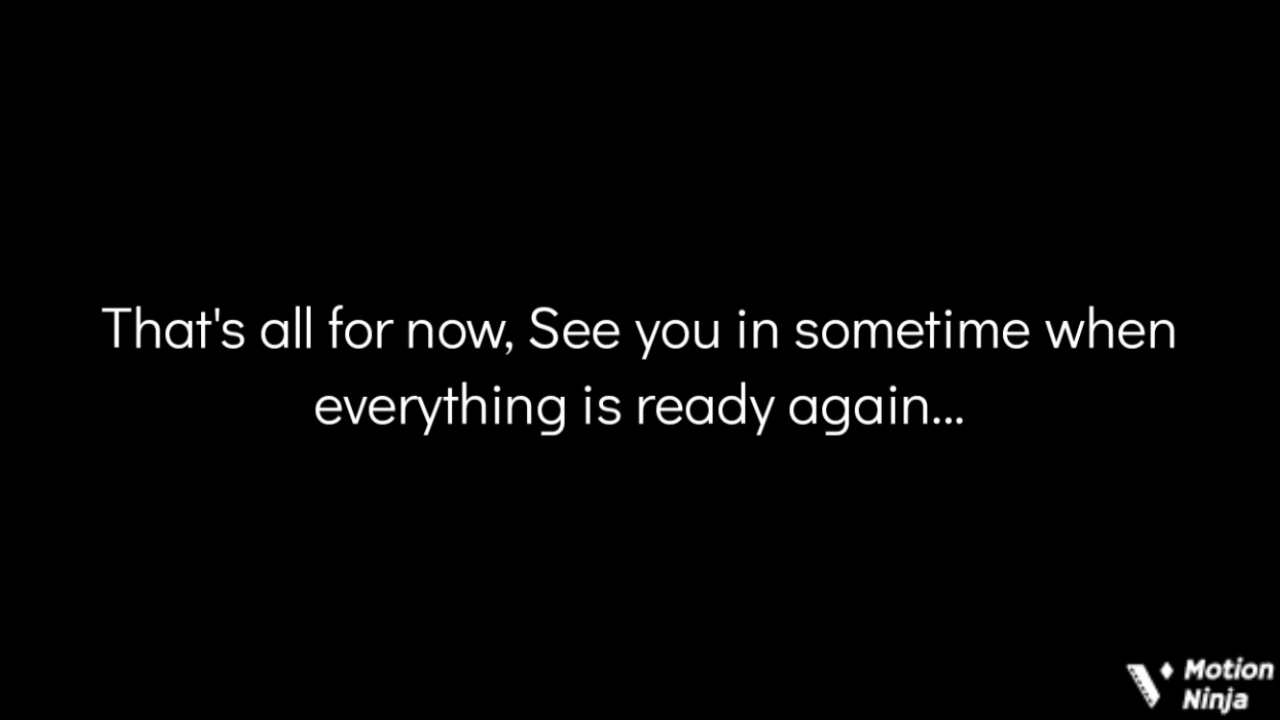 That's all for now, See you in sometime when
everything is ready again...
Motion
Ninja